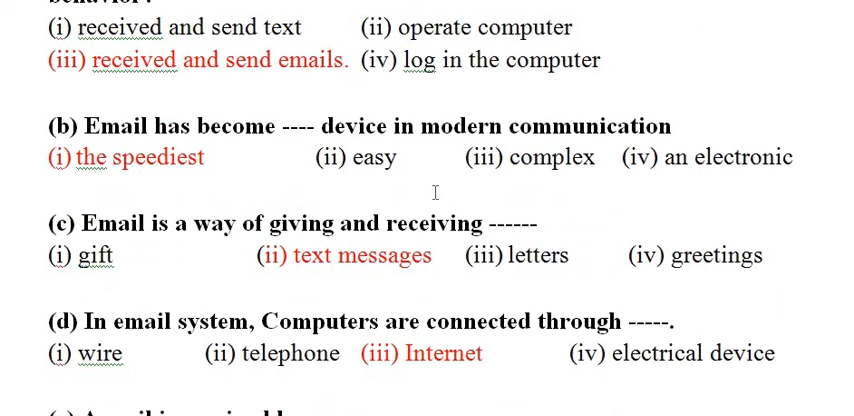 behavior?
(i) received and send text (ii) operate computer
(iii) received and send emails. (iv) log in the computer
(b) Email has become ---- device in modern communication
(i) the speediest (ii) easy (iii) complex (iv) an electronic
(c) Email is a way of giving and receiving ------
(i) gift (ii) text messages (iii) letters (iv) greetings
(d) In email system, Computers are connected through -----.
(i) wire (ii) telephone (iii) Internet (iv) electrical device